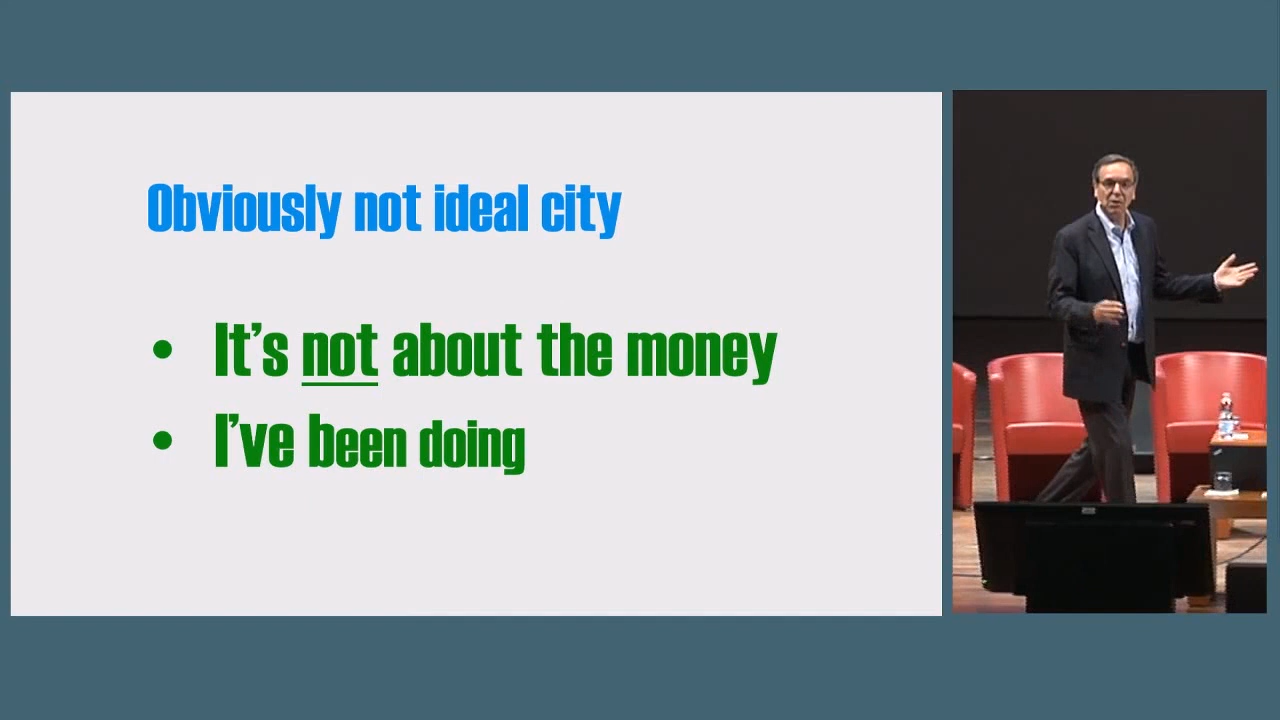 Obviously not ideal city
• It’s not about the money
• I’ve been doing